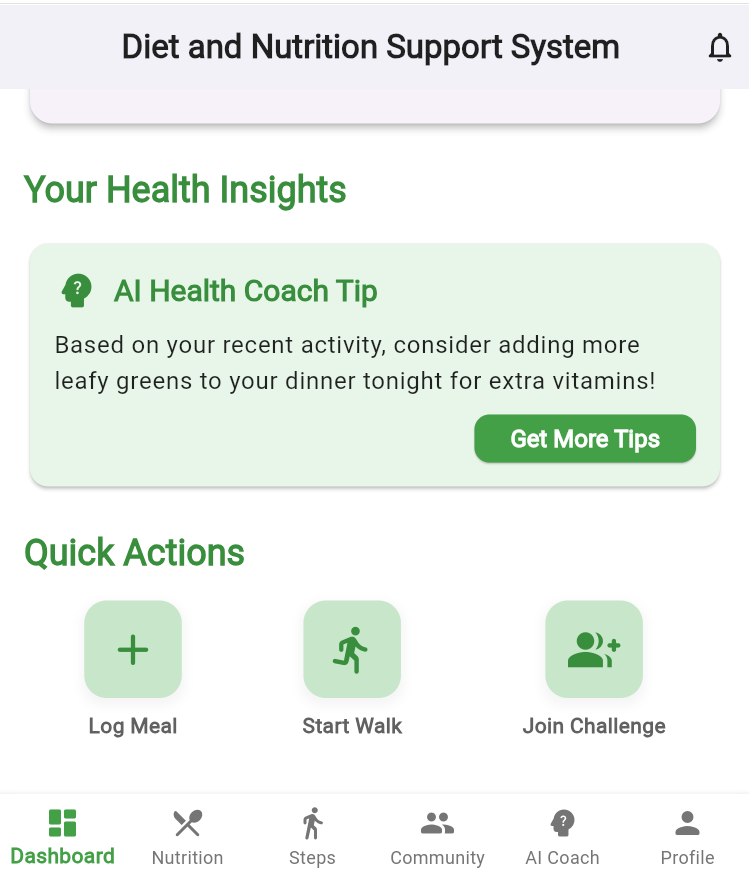 Diet and Nutrition Support System
Your Health Insights
?
AI Health Coach Tip
Based on your recent activity, consider adding more
leafy greens to your dinner tonight for extra vitamins!
Get More Tips
Quick Actions
Log Meal
Start Walk
Join Challenge
?
Dashboard
Nutrition
Steps
Community
AI Coach
Profile